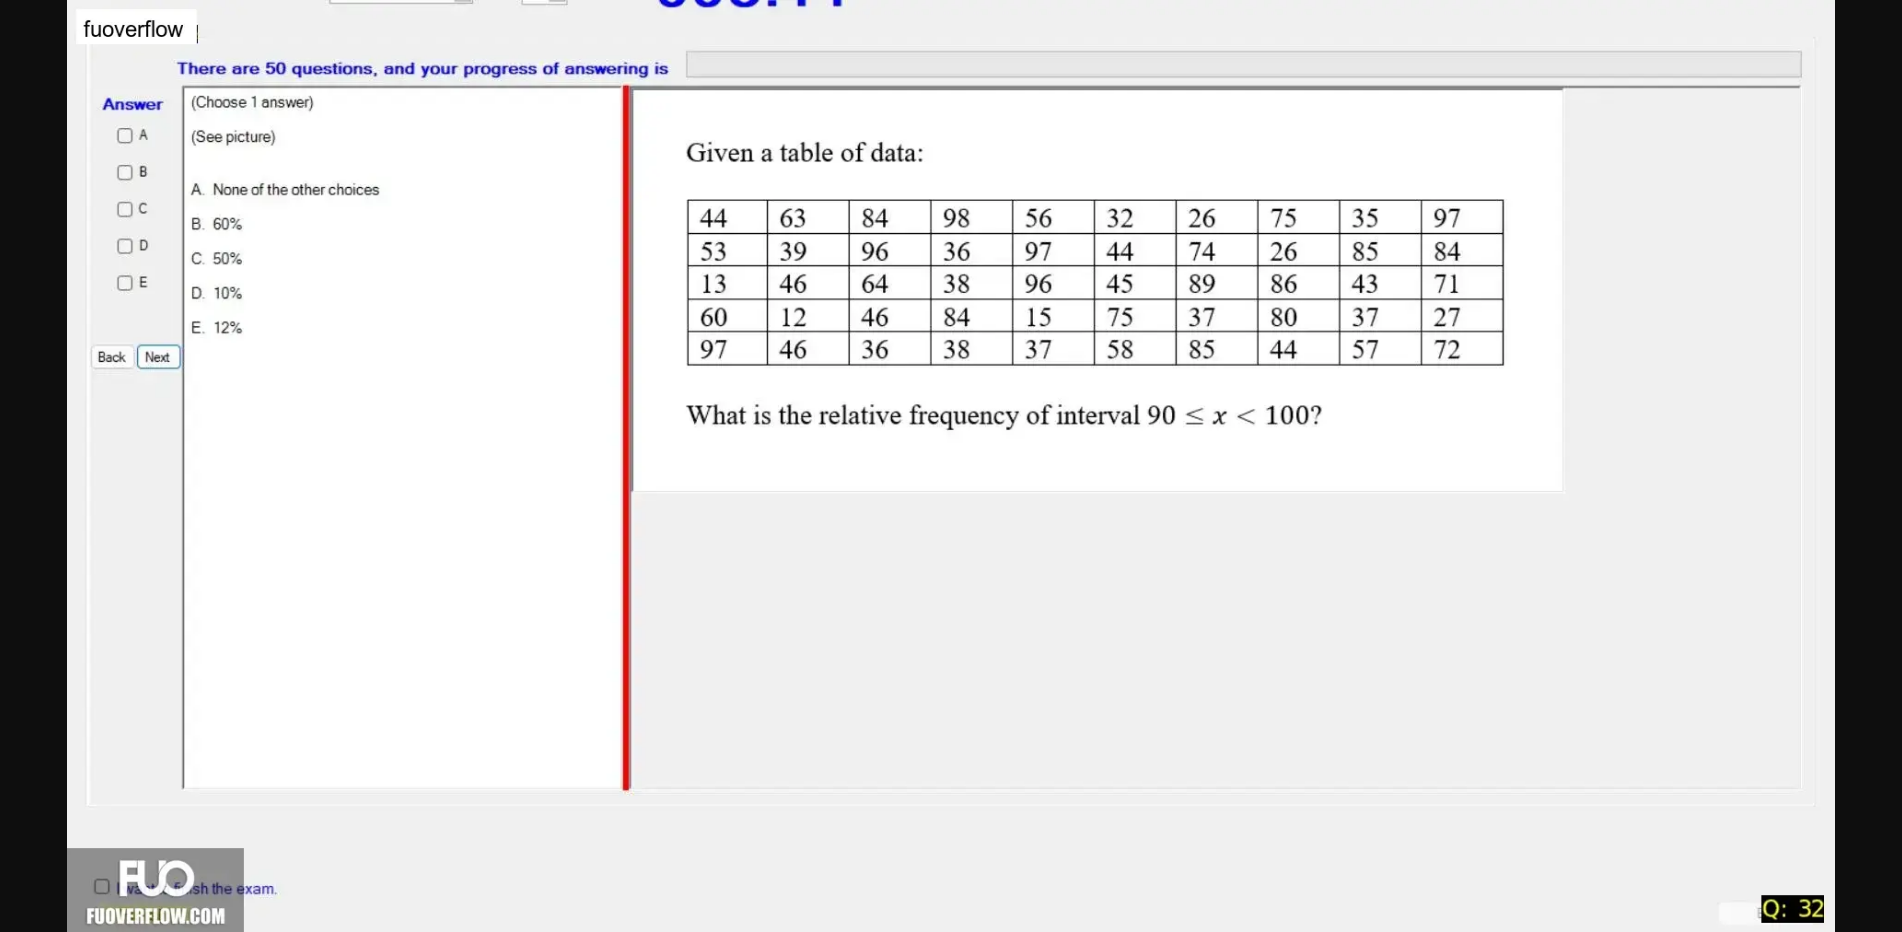 fuoverflow
There are 50 questions, and your progress of answering is
Answer
A
B
C
D
E
Back Next
(Choose 1 answer)
(See picture)
A. None of the other choices
B. 60%
C. 50%
D. 10%
E. 12%
Given a table of data:
44 63 84 98 56 32 26 75 35 97
53 39 96 36 97 44 74 26 85 84
13 46 64 38 96 45 89 86 43 71
60 12 46 84 15 75 37 80 37 27
97 46 36 38 37 58 85 44 57 72
What is the relative frequency of interval 90 ≤ x < 100?
FUO
the exam.
FUOVERFLOW.COM
Q: 32